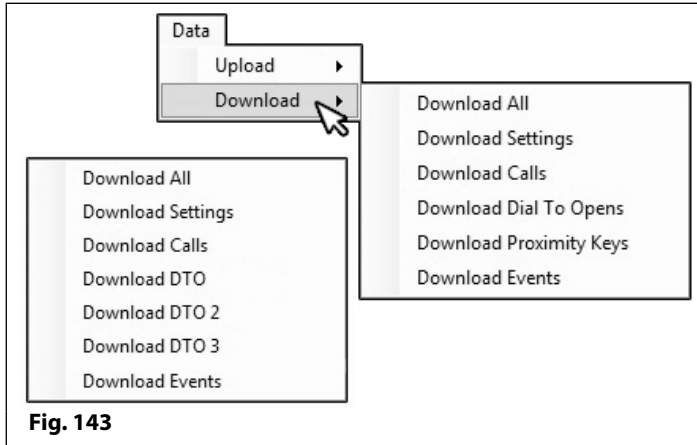 Data
Upload
Download
Download All
Download Settings
Download Calls
Download Dial To Opens
Download Proximity Keys
Download Events
Download All
Download Settings
Download Calls
Download DTO
Download DTO 2
Download DTO 3
Download Events
Fig. 143